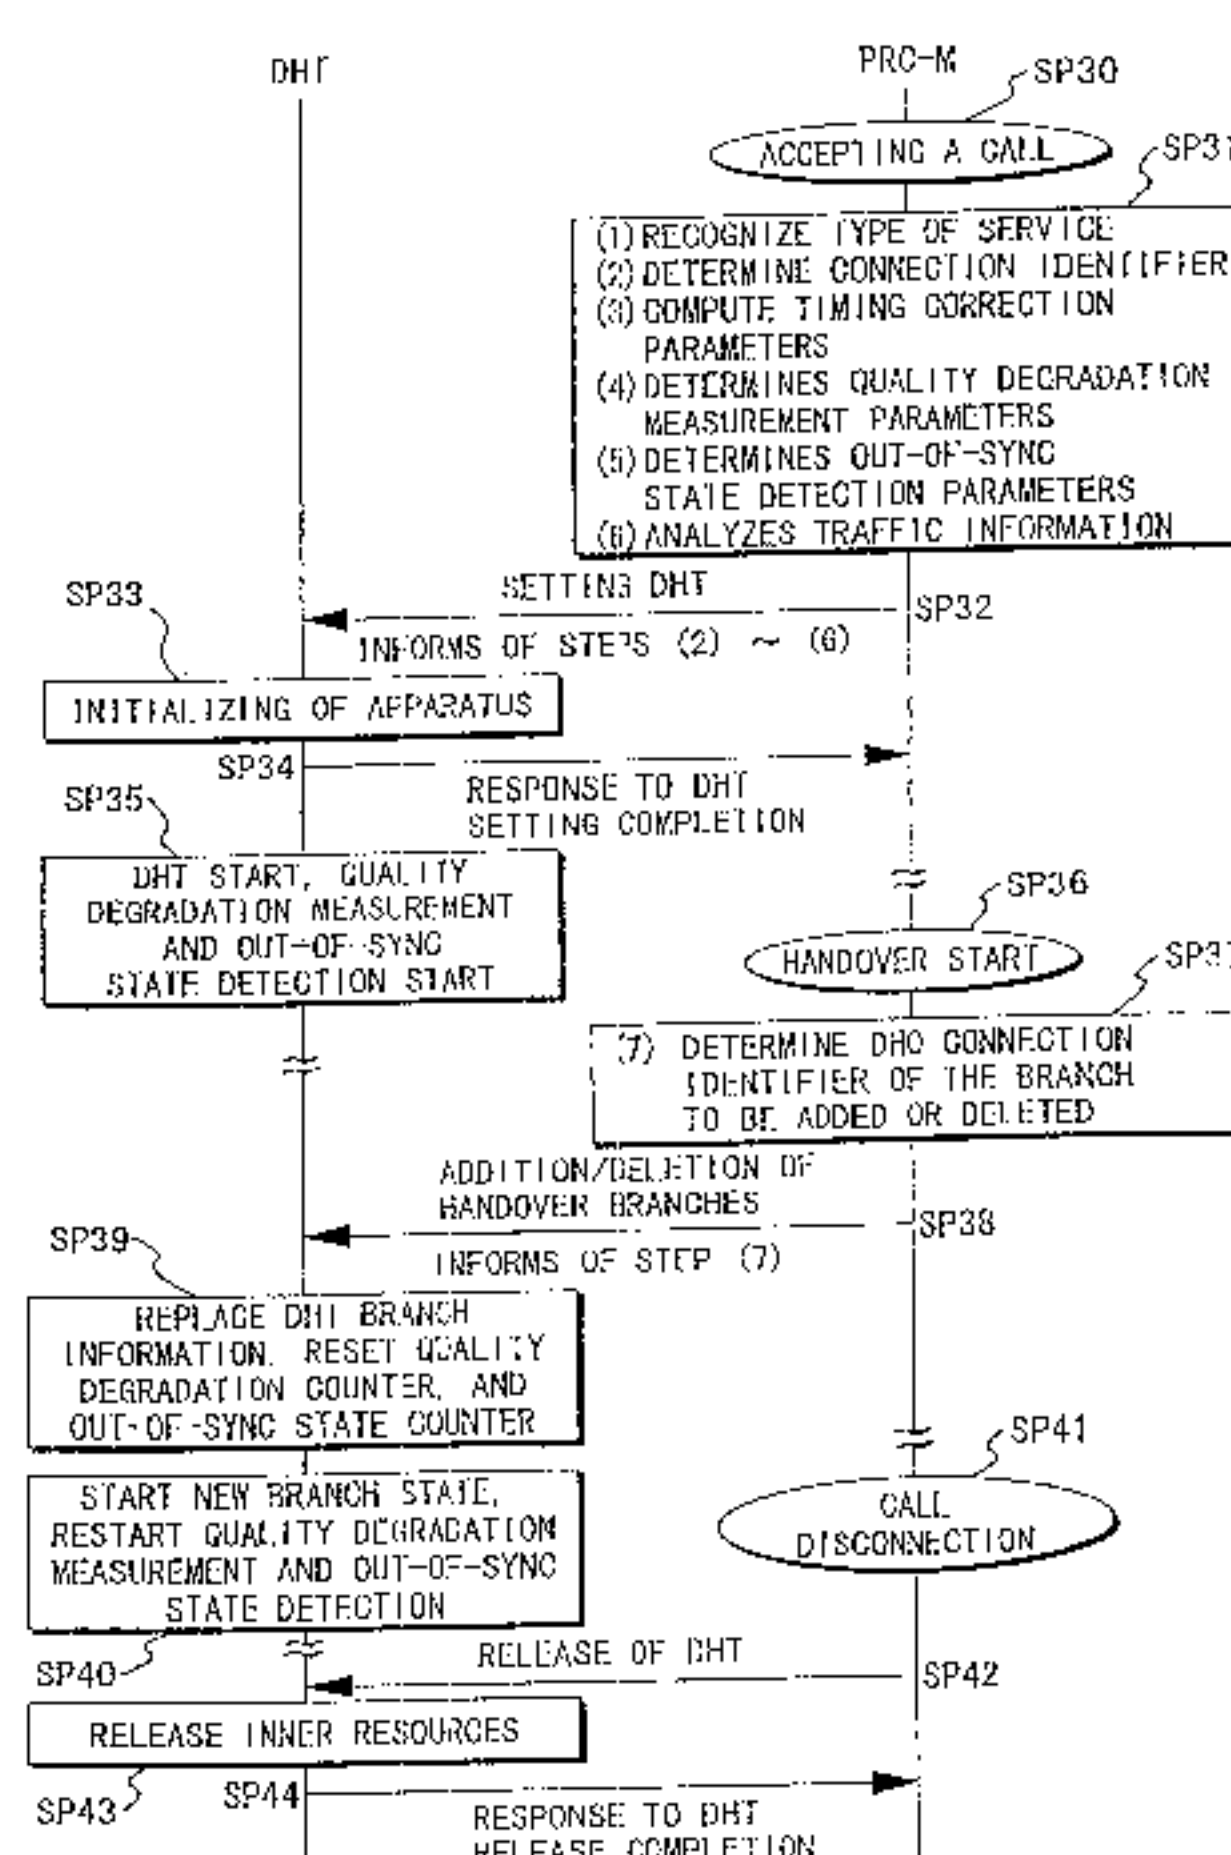 DHT
PRC-M
SP30
ACCEPTING A CALL
SP31
(1) RECOGNIZE TYPE OF SERVICE
(2) DETERMINE CONNECTION IDENTIFIER
(3) COMPUTE TIMING CORRECTION
PARAMETERS
(4) DETERMINES QUALITY DEGRADATION
MEASUREMENT PARAMETERS
(5) DETERMINES OUT-OF-SYNC
STATE DETECTION PARAMETERS
(6) ANALYZES TRAFFIC INFORMATION
SETTING DHT
SP32
INFORMS OF STEPS (2) ~ (6)
SP33
INITIALIZING OF APPARATUS
SP34
RESPONSE TO DHT
SETTING COMPLETION
SP35
DHT START, QUALITY
DEGRADATION MEASUREMENT
AND OUT-OF-SYNC
STATE DETECTION START
SP36
HANDOVER START
SP37
(7) DETERMINE DHO CONNECTION
IDENTIFIER OF THE BRANCH
TO BE ADDED OR DELETED
ADDITION/DELETION OF
HANDOVER BRANCHES
SP38
INFORMS OF STEP (7)
SP39
REPLACE DHT BRANCH
INFORMATION, RESET QUALITY
DEGRADATION COUNTER, AND
OUT-OF-SYNC STATE COUNTER
START NEW BRANCH STATE,
RESTART QUALITY DEGRADATION
MEASUREMENT AND OUT-OF-SYNC
STATE DETECTION
SP40
SP41
CALL
DISCONNECTION
RELEASE OF DHT
SP42
RELEASE INNER RESOURCES
SP43
SP44
RESPONSE TO DHT
RELEASE COMPLETION